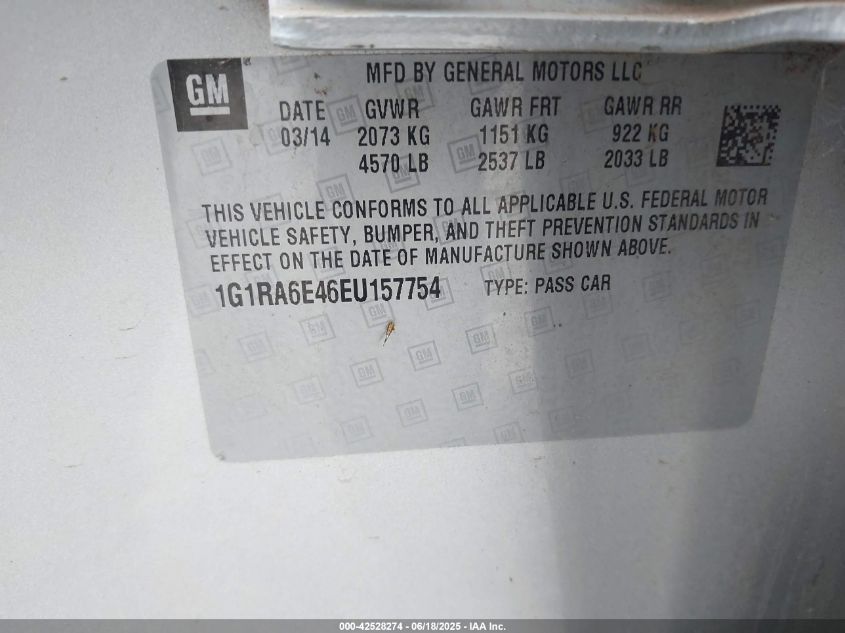 GM
MFD BY GENERAL MOTORS LLC
DATE GVWR GAWR FRT GAWR RR
03/14 2073 KG 1151 KG 922 KG
4570 LB 2537 LB 2033 LB
THIS VEHICLE CONFORMS TO ALL APPLICABLE U.S. FEDERAL MOTOR
VEHICLE SAFETY, BUMPER, AND THEFT PREVENTION STANDARDS IN
EFFECT ON THE DATE OF MANUFACTURE SHOWN ABOVE.
1G1RA6E46EU157754 TYPE: PASS CAR
000-42528274 - 06/18/2025 - IAA Inc.